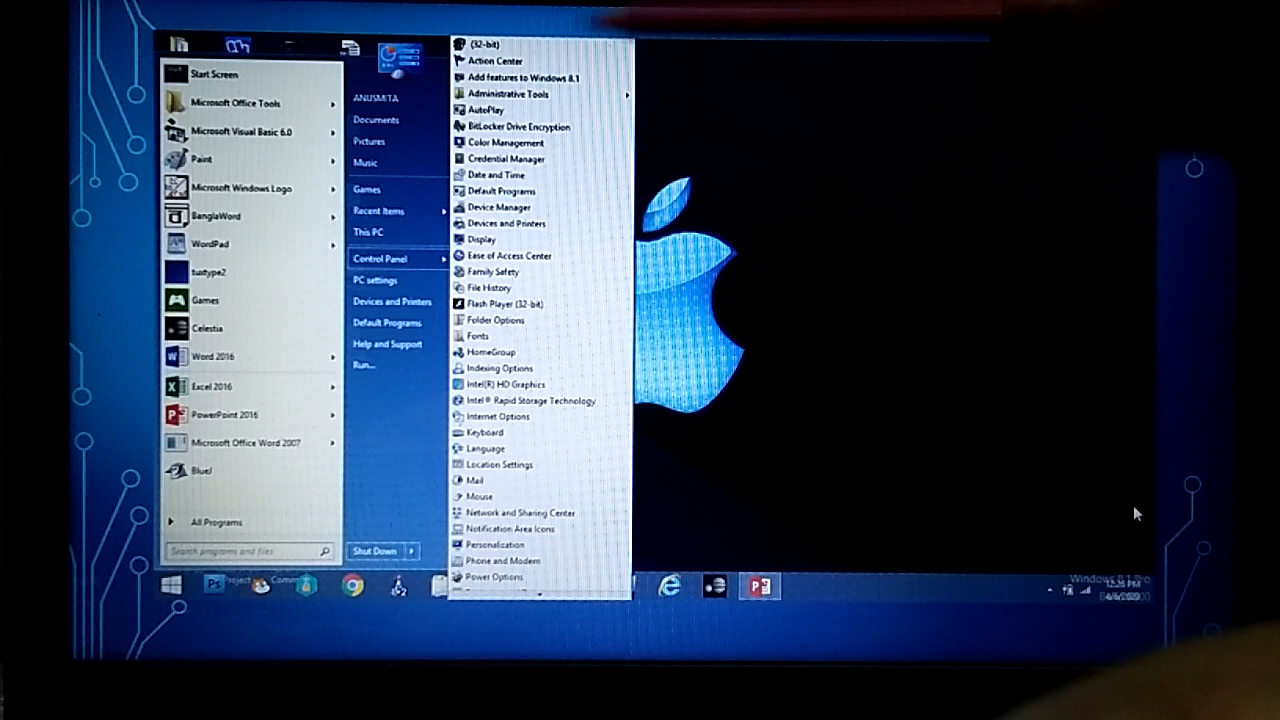 Start Screen
Microsoft Office Tools
Microsoft Visual Basic 6.0
Paint
Microsoft Windows Logo
BanglaWord
WordPad
tuxtype2
Games
Celestia
Word 2016
Excel 2016
PowerPoint 2016
Microsoft Office Word 2007
BlueJ
All Programs
Search programs and files
ANUSMITA
Documents
Pictures
Music
Games
Recent Items
This PC
Control Panel
PC settings
Devices and Printers
Default Programs
Help and Support
Run...
Shut Down
(32-bit)
Action Center
Add features to Windows 8.1
Administrative Tools
AutoPlay
BitLocker Drive Encryption
Color Management
Credential Manager
Date and Time
Default Programs
Device Manager
Devices and Printers
Display
Ease of Access Center
Family Safety
File History
Flash Player (32-bit)
Folder Options
Fonts
HomeGroup
Indexing Options
Intel(R) HD Graphics
Intel® Rapid Storage Technology
Internet Options
Keyboard
Language
Location Settings
Mail
Mouse
Network and Sharing Center
Notification Area Icons
Personalization
Phone and Modem
Power Options
Ps
Project
12:28 PM